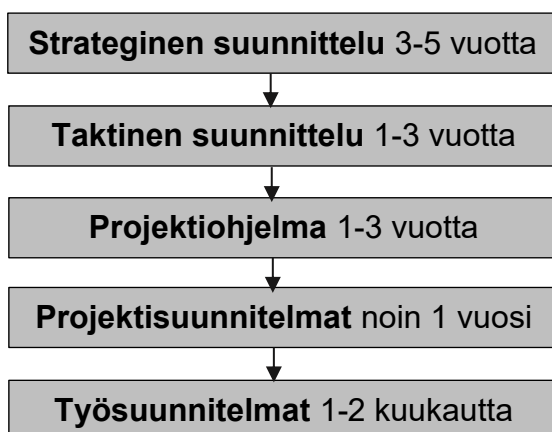 Strateginen suunnittelu 3-5 vuotta
Taktinen suunnittelu 1-3 vuotta
Projektiohjelma 1-3 vuotta
Projektisuunnitelmat noin 1 vuosi
Työsuunnitelmat 1-2 kuukautta